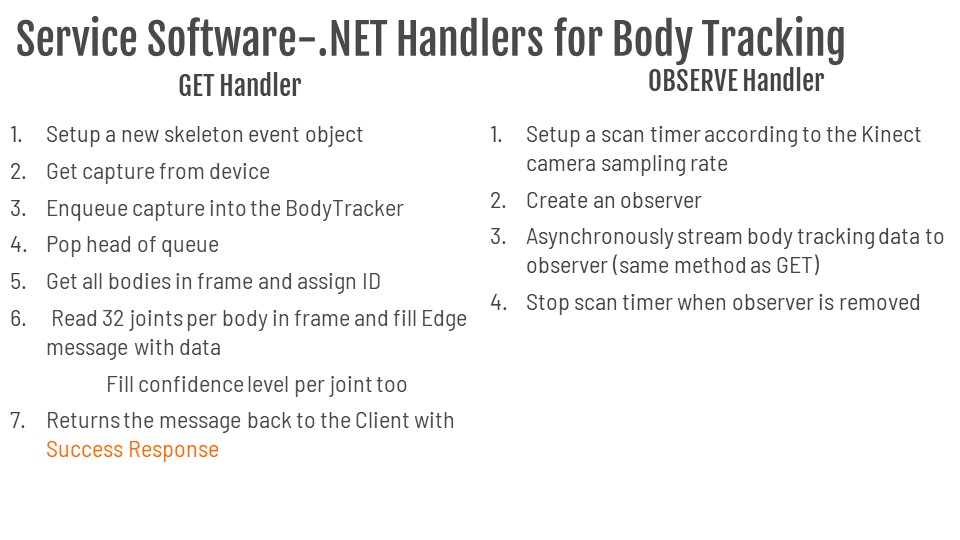 Service Software-.NET Handlers for Body Tracking
GET Handler
1. Setup a new skeleton event object
2. Get capture from device
3. Enqueue capture into the BodyTracker
4. Pop head of queue
5. Get all bodies in frame and assign ID
6. Read 32 joints per body in frame and fill Edge
message with data
Fill confidence level per joint too
7. Returns the message back to the Client with
Success Response
OBSERVE Handler
1. Setup a scan timer according to the Kinect
camera sampling rate
2. Create an observer
3. Asynchronously stream body tracking data to
observer (same method as GET)
4. Stop scan timer when observer is removed